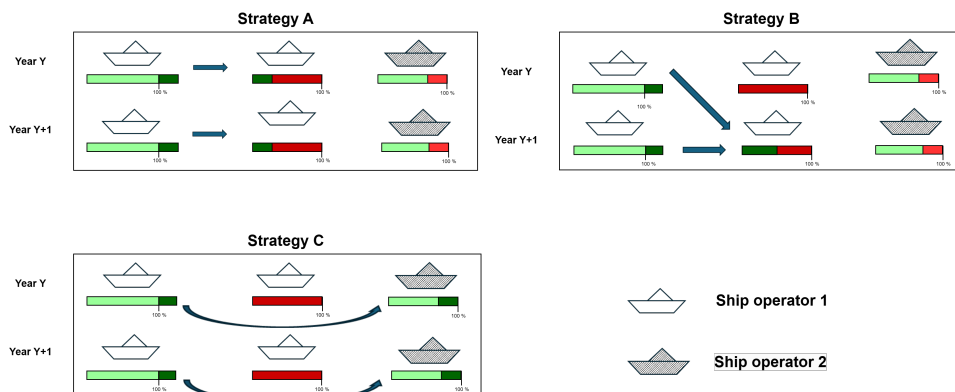 Strategy A
Year Y
100 % 100 % 100 %
Year Y+1
100 % 100 % 100 %
Strategy B
Year Y
100 % 100 % 100 %
Year Y+1
100 % 100 % 100 %
Strategy C
Year Y
100 % 100 % 100 %
Year Y+1
100 % 100 % 100 %
Ship operator 1
Ship operator 2